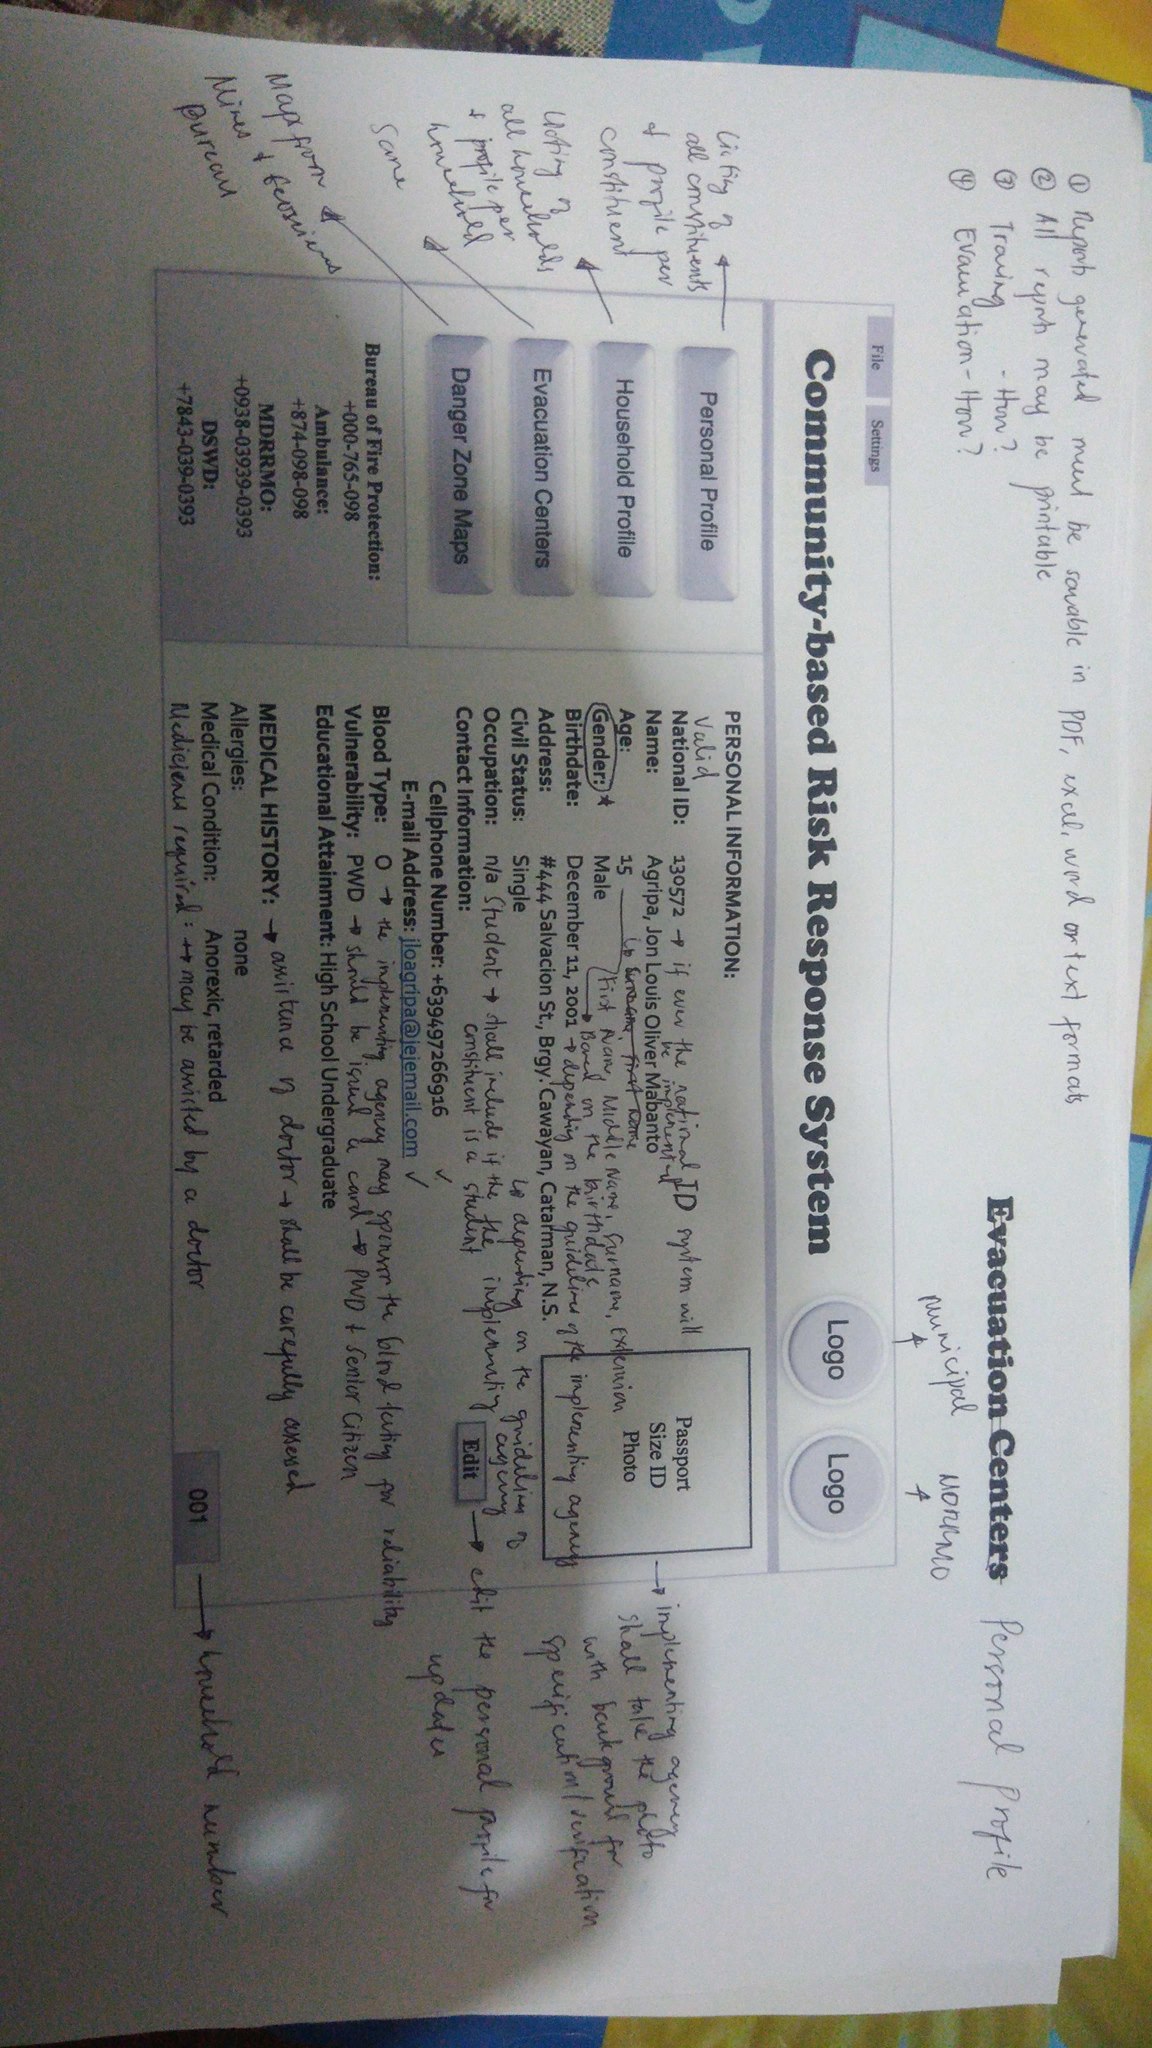 ① Reports generated must be savable in PDF, excel, word or text formats
② All reports may be printable
③ Tracing - How?
④ Evacuation - How?
Evacuation Centers Personal Profile
Municipal MDRRMO
File Settings
Community-based Risk Response System
Logo Logo
Listing of
all constituents
& profile per
constituent
Listing of
all households
& profile per
household
Same
Maps from
Mines & Geosciences
Bureau
Personal Profile
Household Profile
Evacuation Centers
Danger Zone Maps
Bureau of Fire Protection:
+000-765-098
Ambulance:
+874-098-098
MDRRMO:
+0938-03939-0393
DSWD:
+7843-039-0393
PERSONAL INFORMATION:
Valid
National ID: 130572 → if ever the national ID system will
be implemented
Name: Agripa, Jon Louis Oliver Mabanto
↳ Surname, First name
Age: 15
First Name, Middle Name, Surname, Extension
Gender: * Male
→ Based on the Birthdate
Birthdate: December 11, 2001 → depending on the guidelines of the implementing agency
Address: #444 Salvacion St., Brgy. Cawayan, Catarman, N.S.
Civil Status: Single
↳ depending on the guidelines of
the implementing agency
Occupation: n/a Student → shall include if the
constituent is a student
Contact Information:
Cellphone Number: +639497266916 ✓
E-mail Address: jloagripa@jejemail.com ✓
Blood Type: O → the implementing agency may sponsor the blood testing for reliability
Vulnerability: PWD → should be issued a card → PWD & Senior Citizen
Educational Attainment: High School Undergraduate
MEDICAL HISTORY: → assistance of doctor → shall be carefully assessed
Allergies: none
Medical Condition: Anorexic, retarded
Medicines required: → may be assisted by a doctor
Passport
Size ID
Photo
→ implementing agency
shall take the photo
with background for
specification/verification
Edit → edit the personal profile for
updates
001 → household number